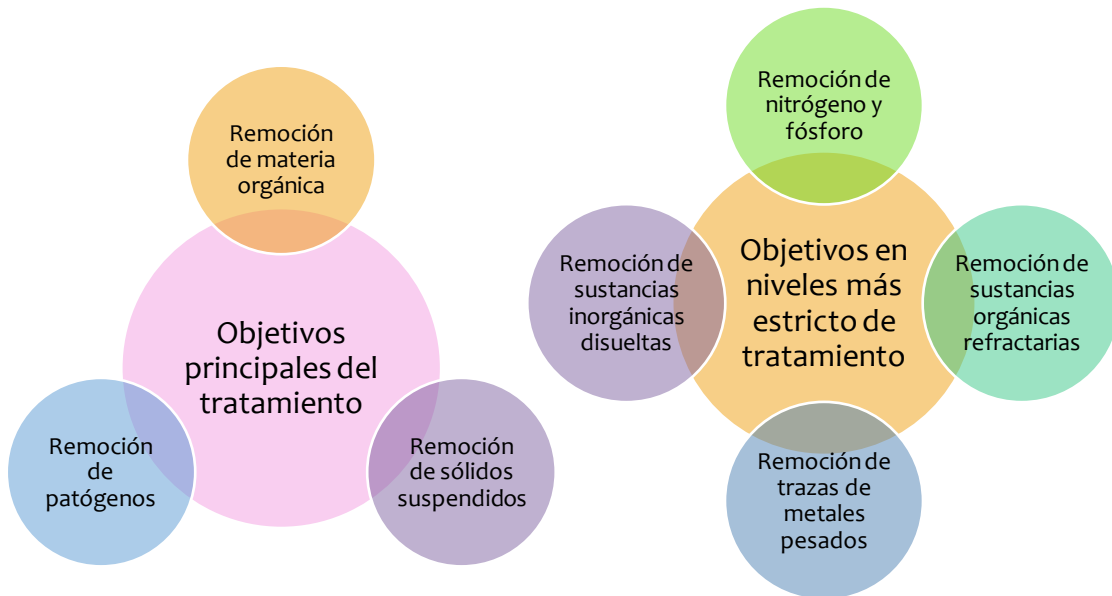 Remoción
de materia
orgánica
Objetivos
principales del
tratamiento
Remoción
de
patógenos
Remoción
de sólidos
suspendidos
Remoción de
nitrógeno y
fósforo
Remoción de
sustancias
inorgánicas
disueltas
Objetivos en
niveles más
estricto de
tratamiento
Remoción de
sustancias
orgánicas
refractarias
Remoción de
trazas de
metales
pesados